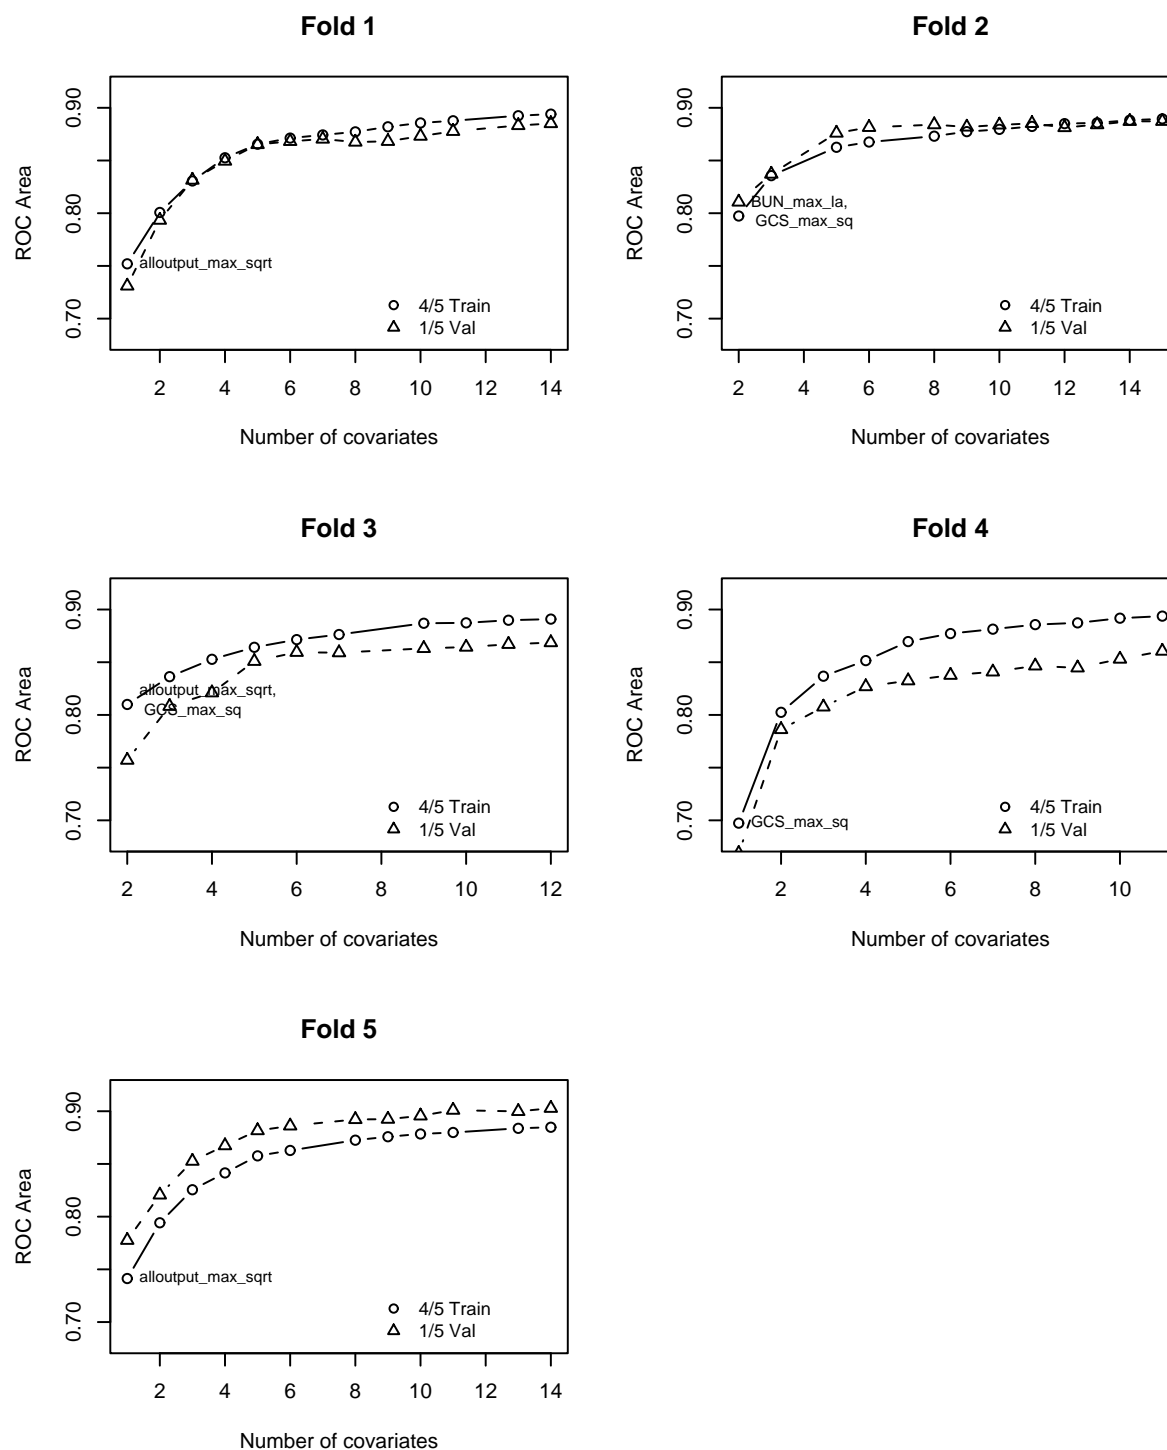 Fold 1
ROC Area
0.90
0.80
0.70
alloutput_max_sqrt
4/5 Train
1/5 Val
2 4 6 8 10 12 14
Number of covariates
Fold 2
ROC Area
0.90
0.80
0.70
BUN_max_la,
GCS_max_sq
4/5 Train
1/5 Val
2 4 6 8 10 12 14
Number of covariates
Fold 3
ROC Area
0.90
0.80
0.70
alloutput_max_sqrt,
GCS_max_sq
4/5 Train
1/5 Val
2 4 6 8 10 12
Number of covariates
Fold 4
ROC Area
0.90
0.80
0.70
GCS_max_sq
4/5 Train
1/5 Val
2 4 6 8 10
Number of covariates
Fold 5
ROC Area
0.90
0.80
0.70
alloutput_max_sqrt
4/5 Train
1/5 Val
2 4 6 8 10 12 14
Number of covariates